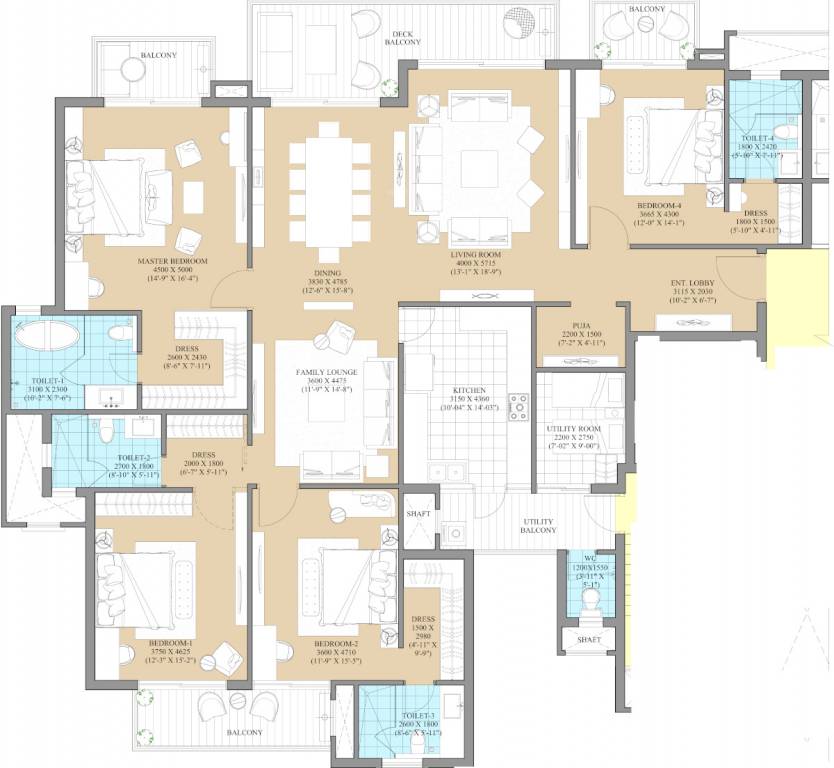 BALCONY
DECK
BALCONY
BALCONY
TOILET-4
1800 X 2420
(5'-10" X 7'-11")
BEDROOM-4
3665 X 4300
(12'-0" X 14'-1")
DRESS
1800 X 1500
(5'-10" X 4'-11")
MASTER BEDROOM
4500 X 5000
(14'-9" X 16'-4")
DINING
3830 X 4785
(12'-6" X 15'-8")
LIVING ROOM
4000 X 5715
(13'-1" X 18'-9")
ENT. LOBBY
3115 X 2030
(10'-2" X 6'-7")
PUJA
2200 X 1500
(7'-2" X 4'-11")
DRESS
2600 X 2430
(8'-6" X 7'-11")
TOILET-1
3100 X 2300
(10'-2" X 7'-6")
FAMILY LOUNGE
3600 X 4475
(11'-9" X 14'-8")
KITCHEN
3150 X 4360
(10'-04" X 14'-03")
UTILITY ROOM
2200 X 2750
(7'-02" X 9'-00")
TOILET-2
2700 X 1800
(8'-10" X 5'-11")
DRESS
2000 X 1800
(6'-7" X 5'-11")
SHAFT
UTILITY
BALCONY
WC
1200X1550
(3'-11" X
5'-1")
SHAFT
BEDROOM-1
3750 X 4625
(12'-3" X 15'-2")
BEDROOM-2
3600 X 4710
(11'-9" X 15'-5")
DRESS
1500 X
2980
(4'-11" X
9'-9")
TOILET-3
2600 X 1800
(8'-6" X 5'-11")
BALCONY